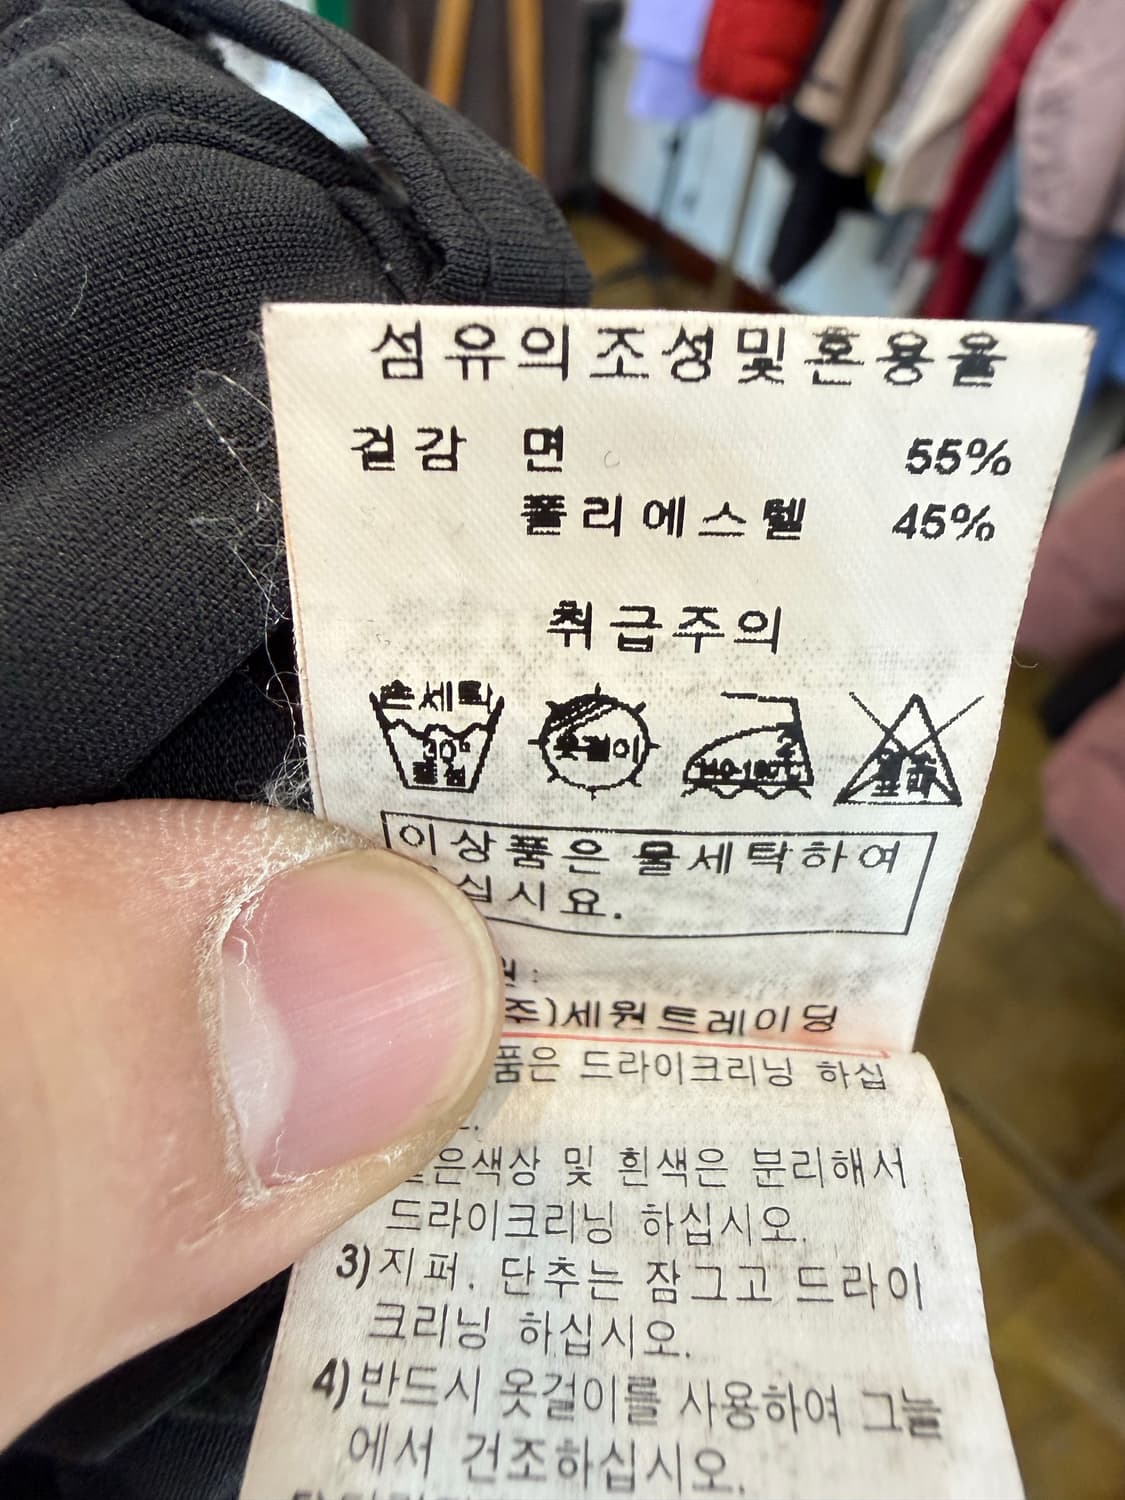 섬유의조성및혼용율
겉감 면 55%
폴리에스텔 45%
취급주의
손세탁 30° 중성
옷걸이
표백
이상품은 물세탁하여
십시요.
원:
주)세원트레이딩
품은 드라이크리닝 하십
은색상 및 흰색은 분리해서
드라이크리닝 하십시오.
3)지퍼. 단추는 잠그고 드라이
크리닝 하십시오.
4)반드시 옷걸이를 사용하여 그늘
에서 건조하십시오.